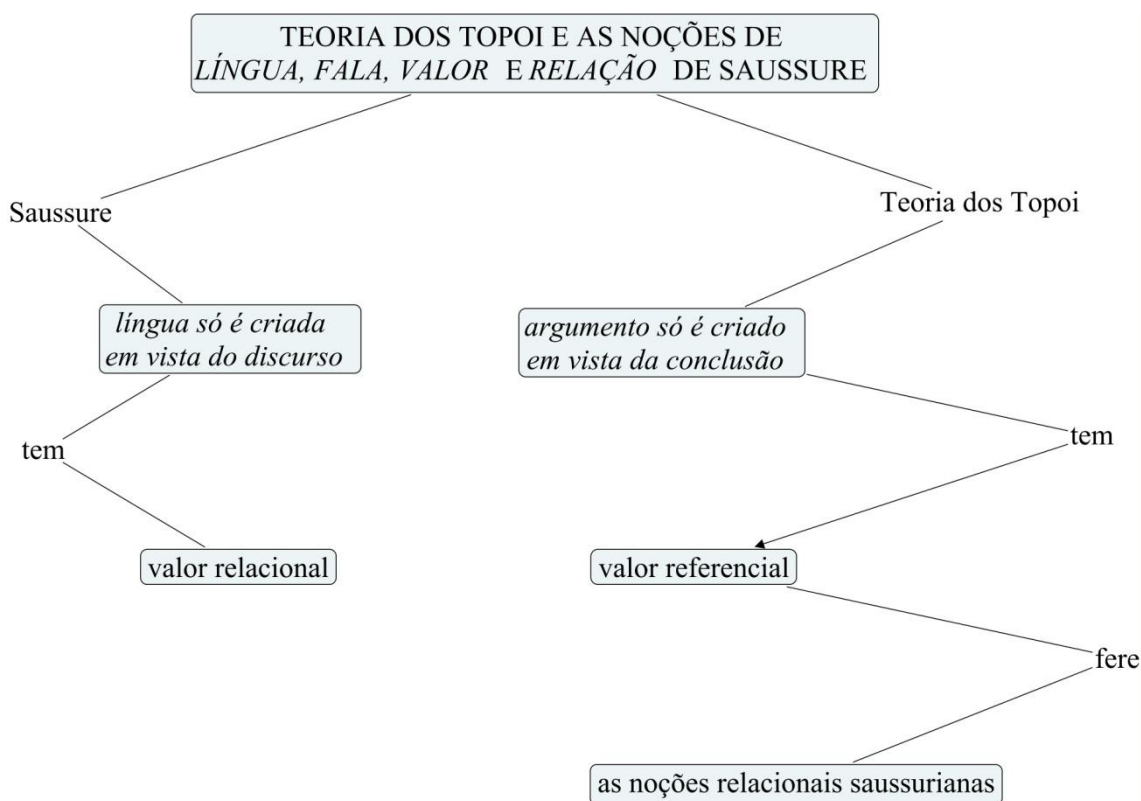 TEORIA DOS TOPOI E AS NOÇÕES DE
LÍNGUA, FALA, VALOR E RELAÇÃO DE SAUSSURE
Saussure
Teoria dos Topoi
língua só é criada
em vista do discurso
argumento só é criado
em vista da conclusão
tem
tem
valor relacional
valor referencial
fere
as noções relacionais saussurianas